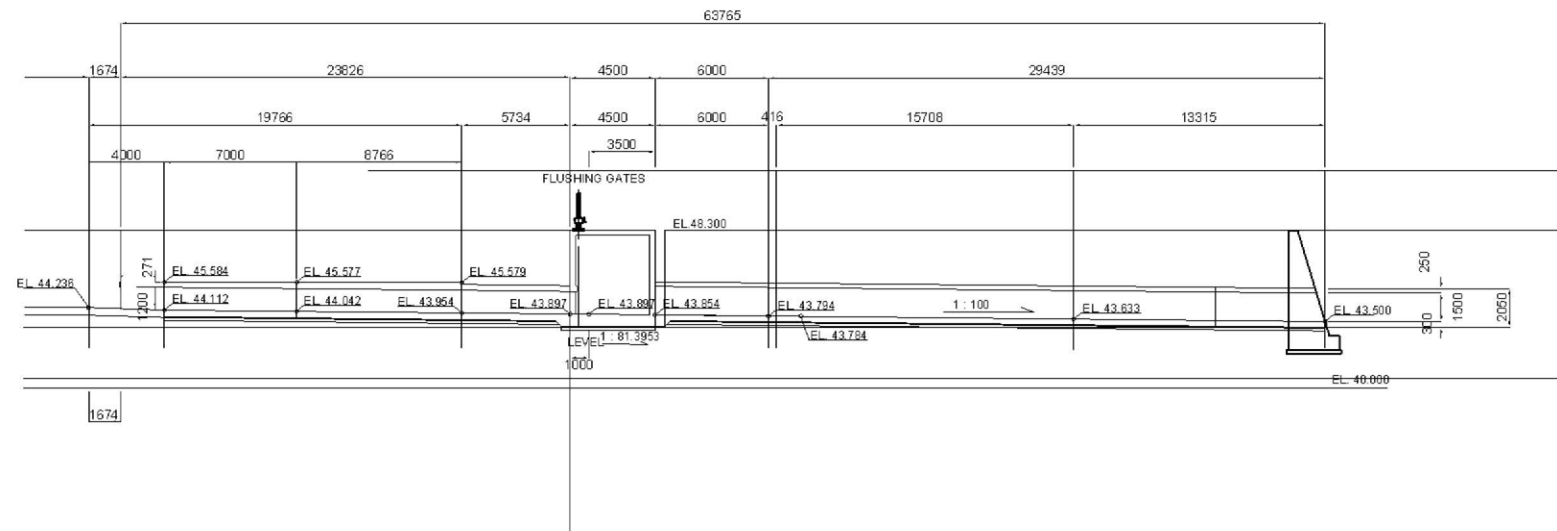 63765
1674 23826 4500 6000 29439
19766 5734 4500 6000 416 15708 13315
3500
4000 7000 8766
FLUSHING GATES
EL.48.300
271
EL. 45.584
EL. 45.577
EL. 45.579
250
EL. 44.236
1200
EL. 44.112
EL. 44.042
EL. 43.954
EL. 43.897
EL. 43.897
EL. 43.854
EL. 43.794
1 : 100
EL. 43.633
EL. 43.500
300
1500
2050
EL. 43.784
LEVEL
1 : 81.3953
1000
EL. 40.000
1674